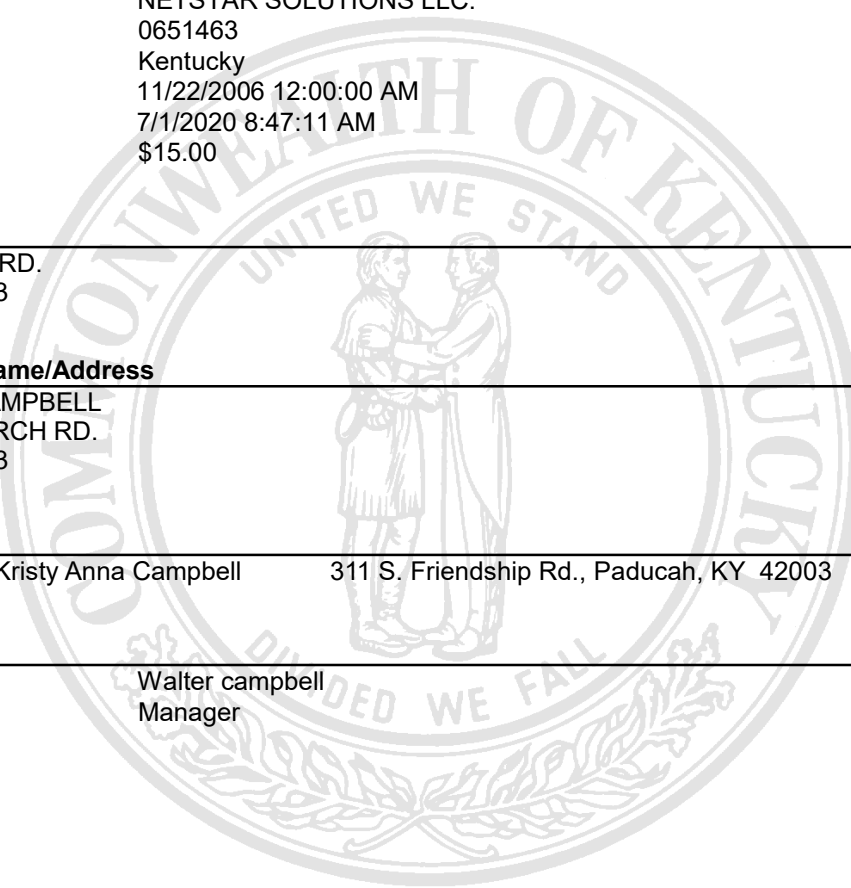 NETSTAR SOLUTIONS LLC.
0651463
Kentucky
11/22/2006 12:00:00 AM
7/1/2020 8:47:11 AM
$15.00
COMMONWEALTH OF KENTUCKY
UNITED WE STAND
RD.
3
ame/Address
AMPBELL
RCH RD.
3
Kristy Anna Campbell 311 S. Friendship Rd., Paducah, KY 42003
DIVIDED WE FALL
Walter campbell
Manager